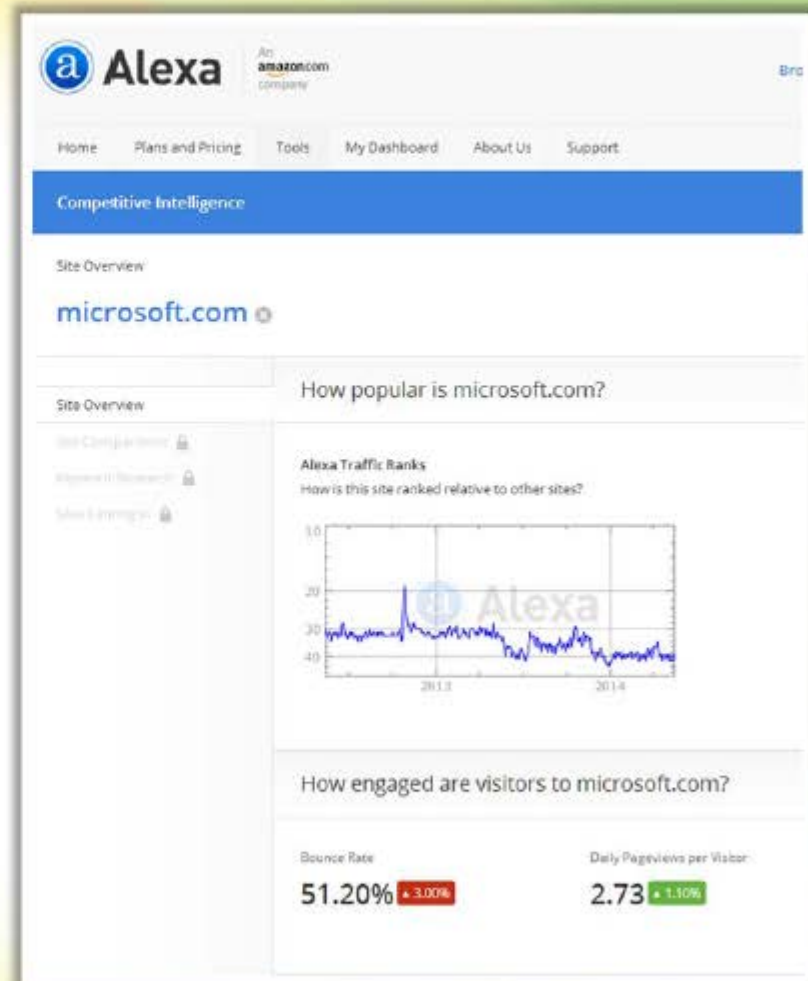 a Alexa
An
amazon.com
company
Home Plans and Pricing Tools My Dashboard About Us Support
Competitive Intelligence
Site Overview
microsoft.com
Site Overview
How popular is microsoft.com?
Alexa Traffic Ranks
How is this site ranked relative to other sites?
10
20
30
40
a Alexa
2013 2014
How engaged are visitors to microsoft.com?
Bounce Rate Daily Pageviews per Visitor
51.20% 3.00% 2.73 1.10%